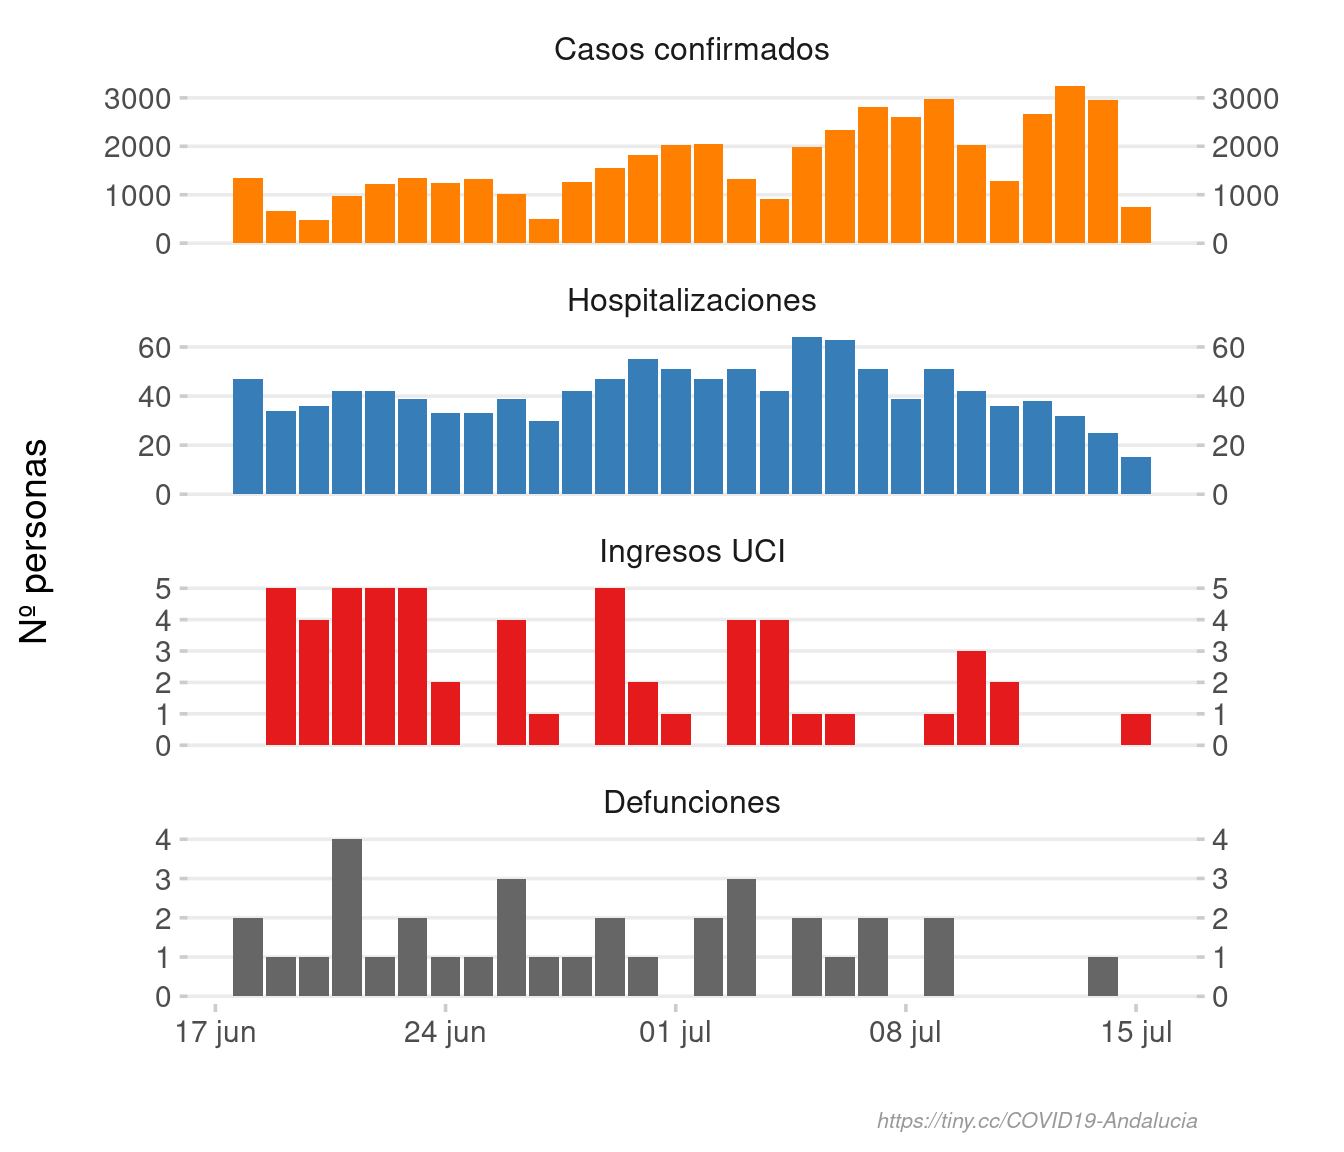 Casos confirmados
3000 3000
2000 2000
1000 1000
0 0
Hospitalizaciones
60 60
40 40
20 20
0 0
Nº personas
Ingresos UCI
5 5
4 4
3 3
2 2
1 1
0 0
Defunciones
4 4
3 3
2 2
1 1
0 0
17 jun 24 jun 01 jul 08 jul 15 jul
https://tiny.cc/COVID19-Andalucia